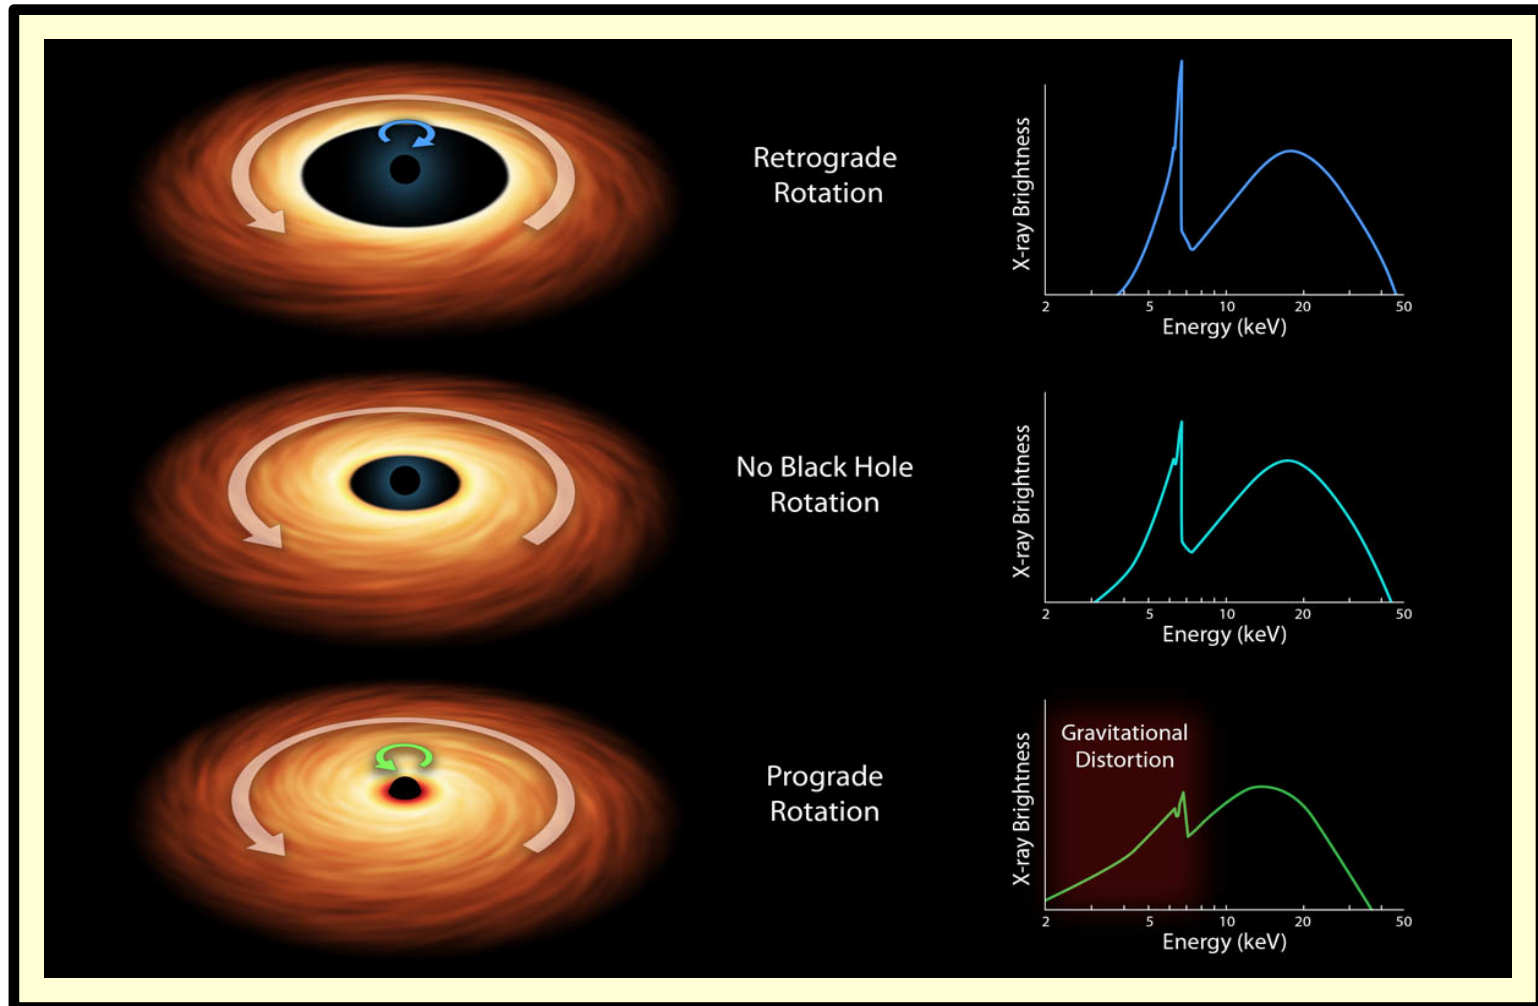 Retrograde
Rotation
X-ray Brightness
2 5 10 20 50
Energy (keV)
No Black Hole
Rotation
X-ray Brightness
2 5 10 20 50
Energy (keV)
Prograde
Rotation
Gravitational
Distortion
X-ray Brightness
2 5 10 20 50
Energy (keV)